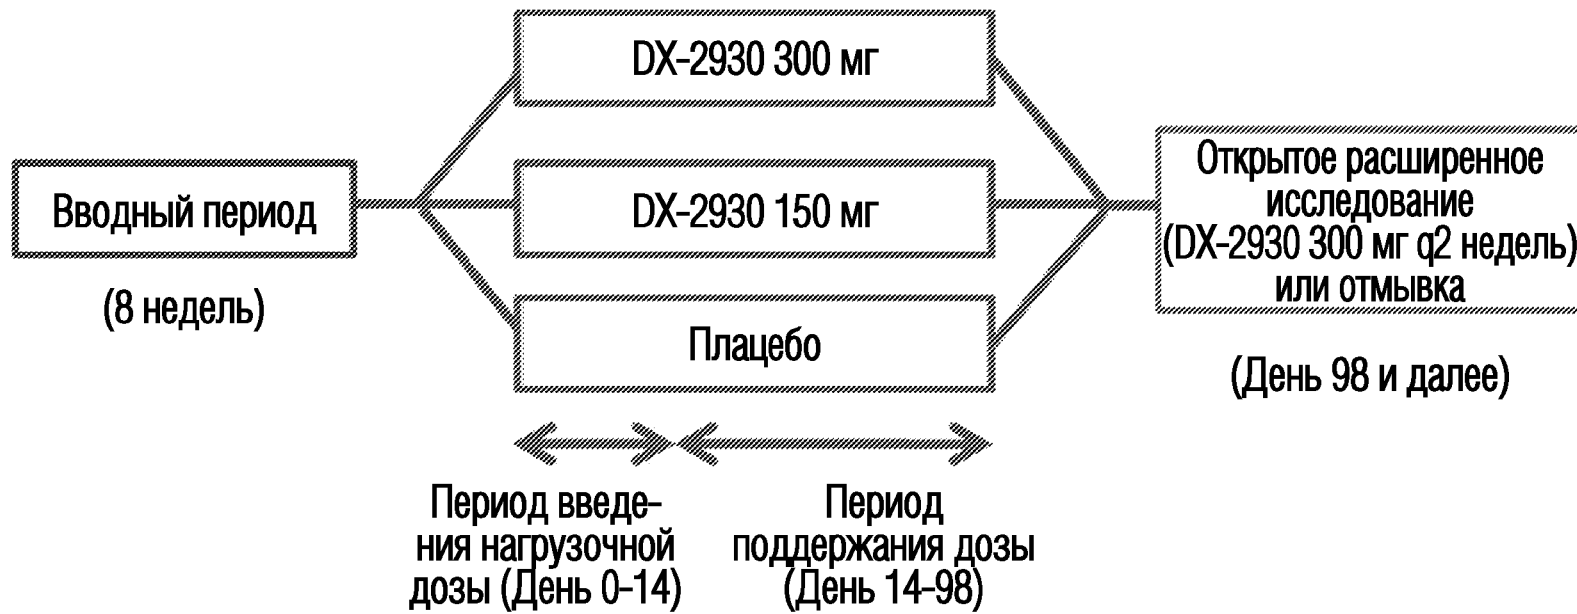 DX-2930 300 мг
Вводный период
(8 недель)
DX-2930 150 мг
Плацебо
Открытое расширенное
исследование
(DX-2930 300 мг q2 недель)
или отмывка
(День 98 и далее)
Период введе-
ния нагрузочной
дозы (День 0-14)
Период
поддержания дозы
(День 14-98)